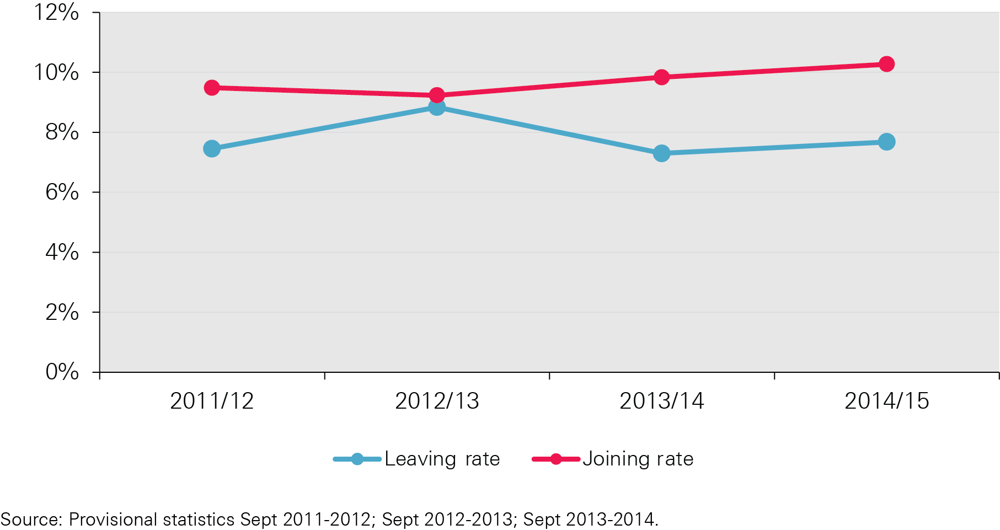 12%
10%
8%
6%
4%
2%
0%
2011/12 2012/13 2013/14 2014/15
Leaving rate Joining rate
Source: Provisional statistics Sept 2011-2012; Sept 2012-2013; Sept 2013-2014.